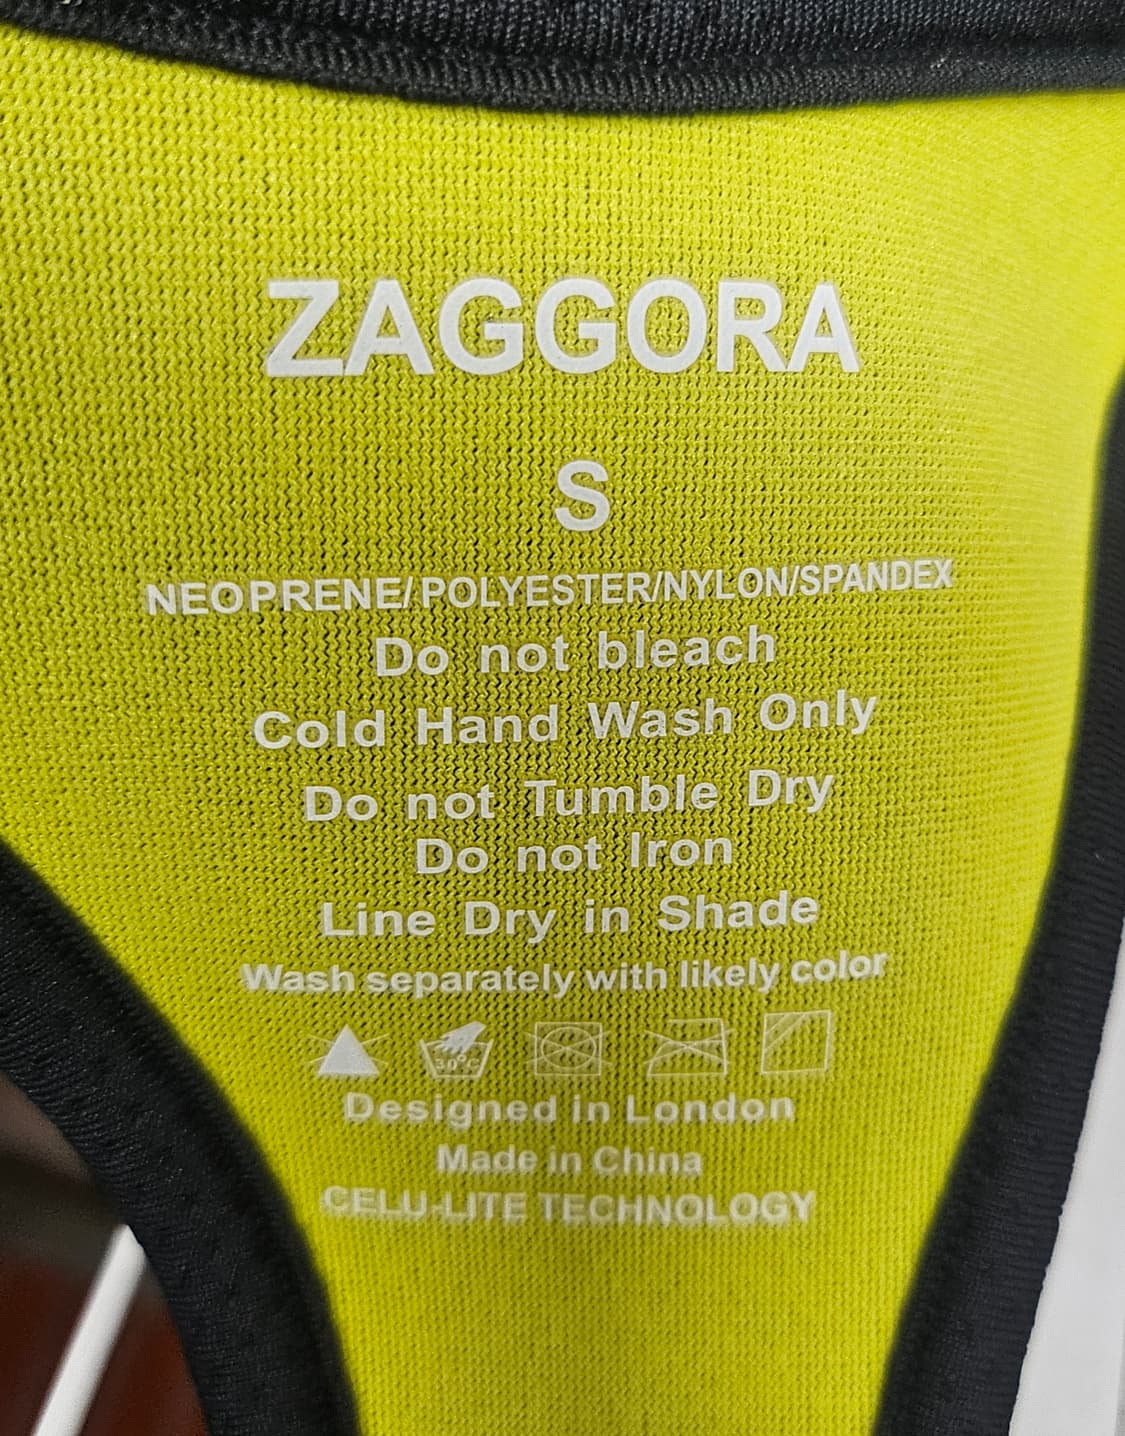 ZAGGORA
S
NEOPRENE/POLYESTER/NYLON/SPANDEX
Do not bleach
Cold Hand Wash Only
Do not Tumble Dry
Do not Iron
Line Dry in Shade
Wash separately with likely color
30°C
Designed in London
Made in China
CELU-LITE TECHNOLOGY